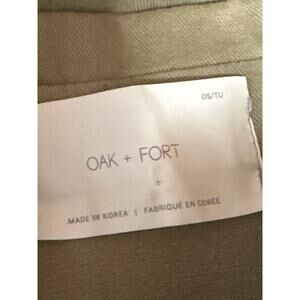 OS/TU
OAK + FORT
MADE IN KOREA | FABRIQUÉ EN CORÉE